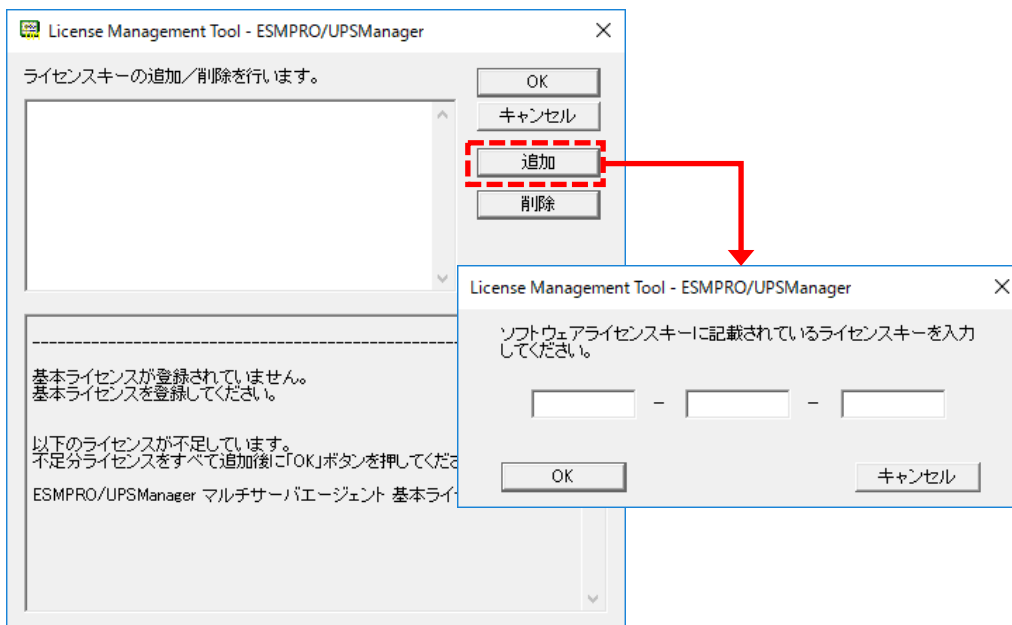 License Management Tool - ESMPRO/UPSManager
ライセンスキーの追加／削除を行います。
OK
キャンセル
追加
削除
--------------------------------------------------
基本ライセンスが登録されていません。
基本ライセンスを登録してください。
以下のライセンスが不足しています。
不足分ライセンスをすべて追加後に「OK」ボタンを押してくだ
ESMPRO/UPSManager マルチサーバエージェント 基本ライ
License Management Tool - ESMPRO/UPSManager
ソフトウェアライセンスキーに記載されているライセンスキーを入力
してください。
– –
OK
キャンセル